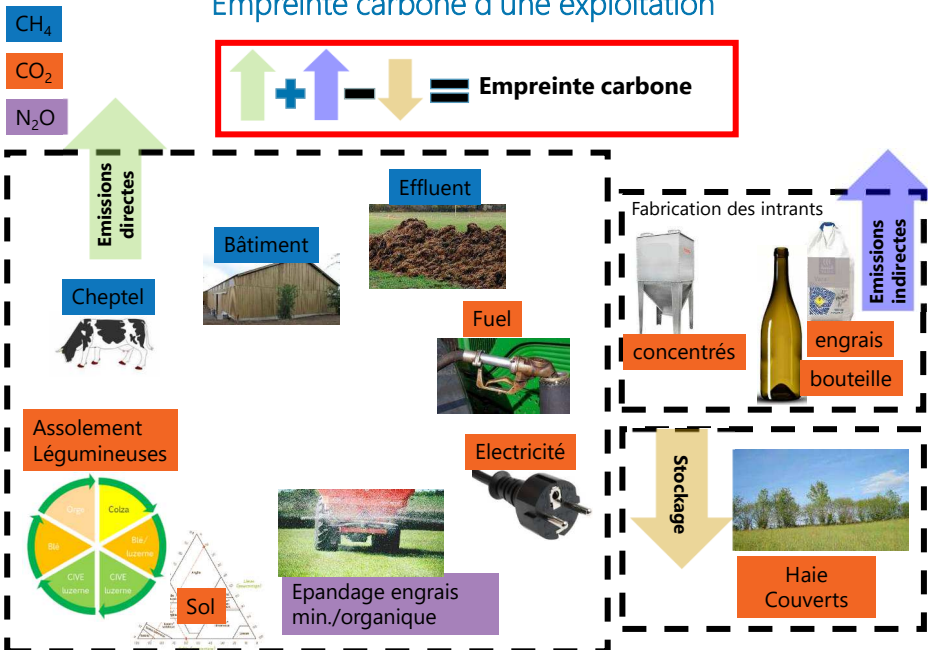 Empreinte carbone d'une exploitation
CH4
CO2
N2O
Empreinte carbone
Emissions
directes
Effluent
Bâtiment
Cheptel
Fuel
Assolement
Légumineuses
Electricité
Orge
Colza
Blé
Blé/
luzerne
CIVE
luzerne
CIVE
luzerne
Sol
Epandage engrais
min./organique
Fabrication des intrants
Emissions
indirectes
concentrés
engrais
bouteille
Stockage
Haie
Couverts